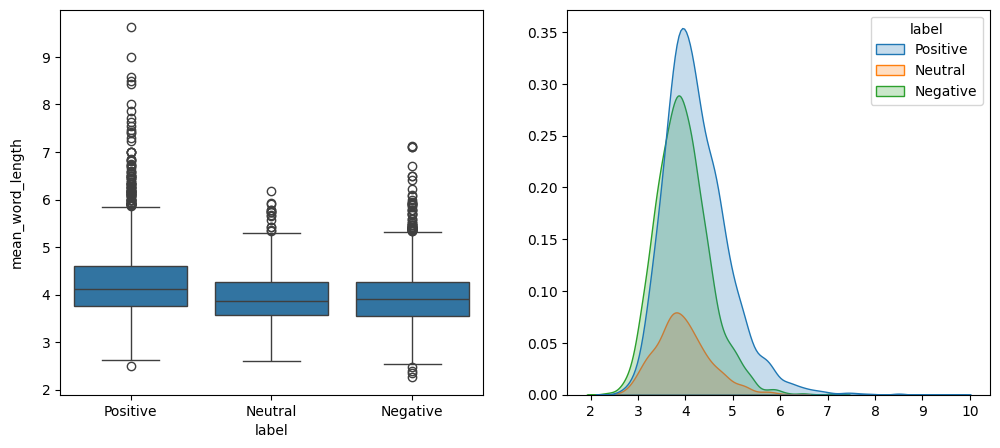 mean_word_length
9
8
7
6
5
4
3
2
Positive Neutral Negative
label
0.35
0.30
0.25
0.20
0.15
0.10
0.05
0.00
2 3 4 5 6 7 8 9 10
label
Positive
Neutral
Negative